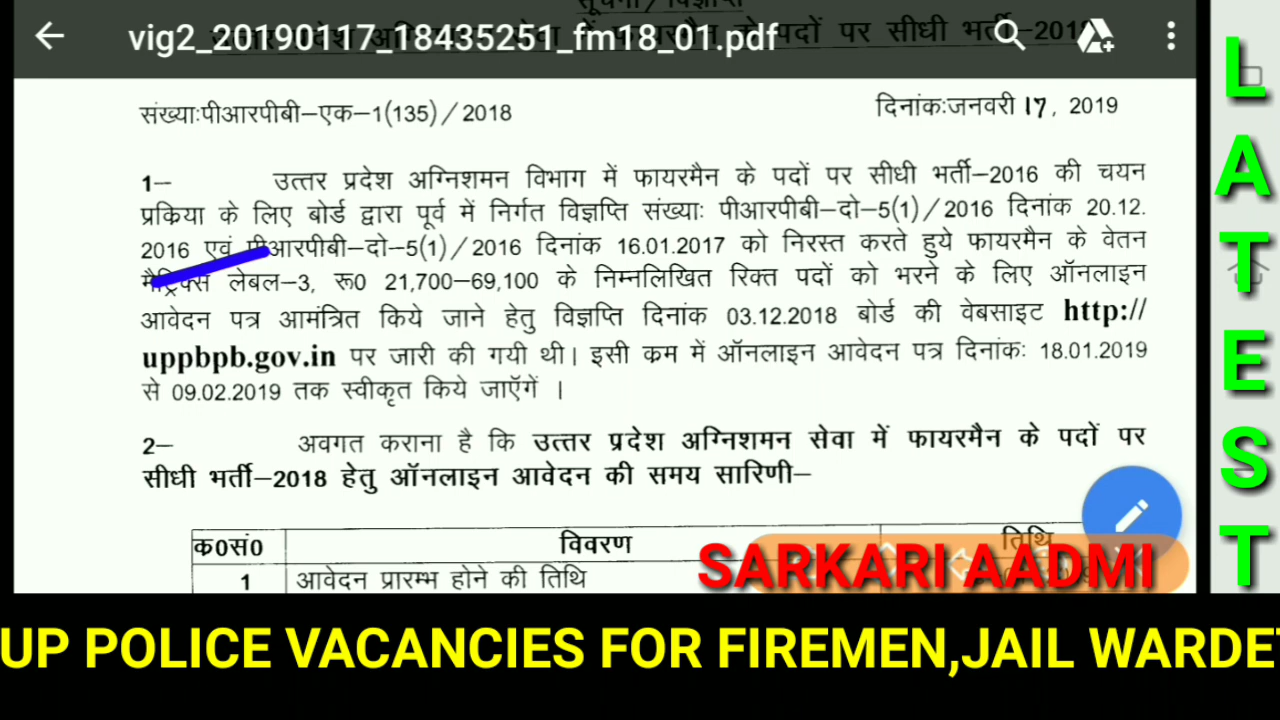 सूचना/विज्ञप्ति
vig2_20190117_18435251_fm18_01.pdf
में के पदों पर सीधी भर्ती-2018
संख्याःपीआरपीबी-एक-1(135)/2018
दिनांकःजनवरी 17, 2019
1- उत्तर प्रदेश अग्निशमन विभाग में फायरमैन के पदों पर सीधी भर्ती-2016 की चयन
प्रकिया के लिए बोर्ड द्वारा पूर्व में निर्गत विज्ञप्ति संख्याः पीआरपीबी-दो-5(1)/2016 दिनांक 20.12.
2016 एवं पीआरपीबी-दो-5(1)/2016 दिनांक 16.01.2017 को निरस्त करते हुये फायरमैन के वेतन
मैट्रिक्स लेबल-3, रू0 21,700-69,100 के निम्नलिखित रिक्त पदों को भरने के लिए ऑनलाइन
आवेदन पत्र आमंत्रित किये जाने हेतु विज्ञप्ति दिनांक 03.12.2018 बोर्ड की वेबसाइट http://
uppbpb.gov.in पर जारी की गयी थी। इसी कम में ऑनलाइन आवेदन पत्र दिनांकः 18.01.2019
से 09.02.2019 तक स्वीकृत किये जाएँगें ।
2- अवगत कराना है कि उत्तर प्रदेश अग्निशमन सेवा में फायरमैन के पदों पर
सीधी भर्ती-2018 हेतु ऑनलाइन आवेदन की समय सारिणी-
क0सं0 विवरण तिथि
1 आवेदन प्रारम्भ होने की तिथि
SARKARI AADMI
UP POLICE VACANCIES FOR FIREMEN,JAIL WARDE
LATEST